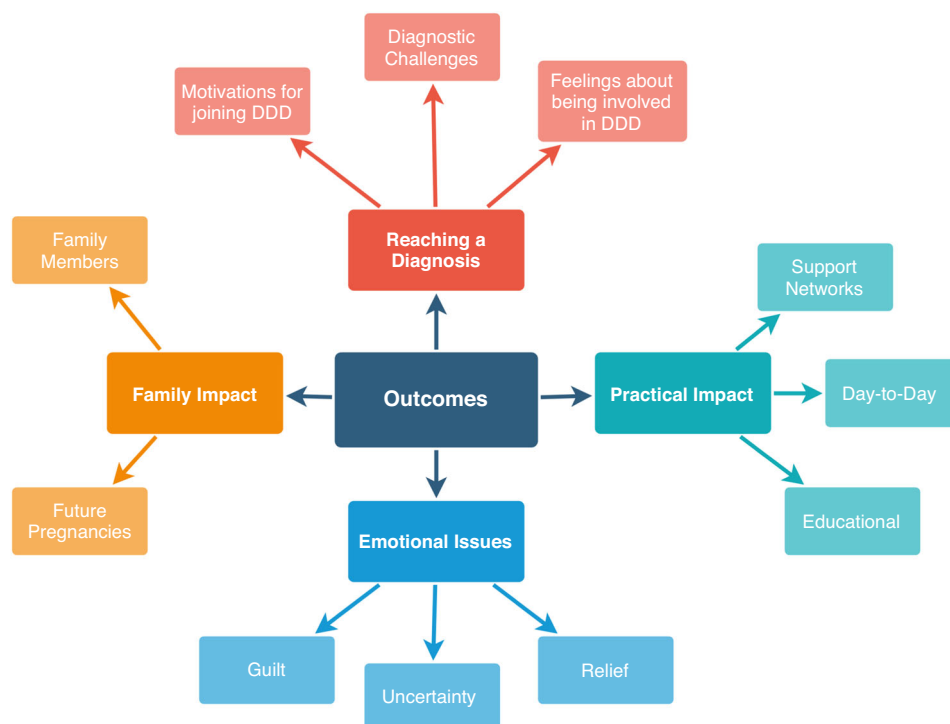 Diagnostic
Challenges
Motivations for
joining DDD
Feelings about
being involved
in DDD
Reaching a
Diagnosis
Family
Members
Support
Networks
Family Impact
Outcomes
Practical Impact
Day-to-Day
Future
Pregnancies
Emotional Issues
Educational
Guilt
Uncertainty
Relief